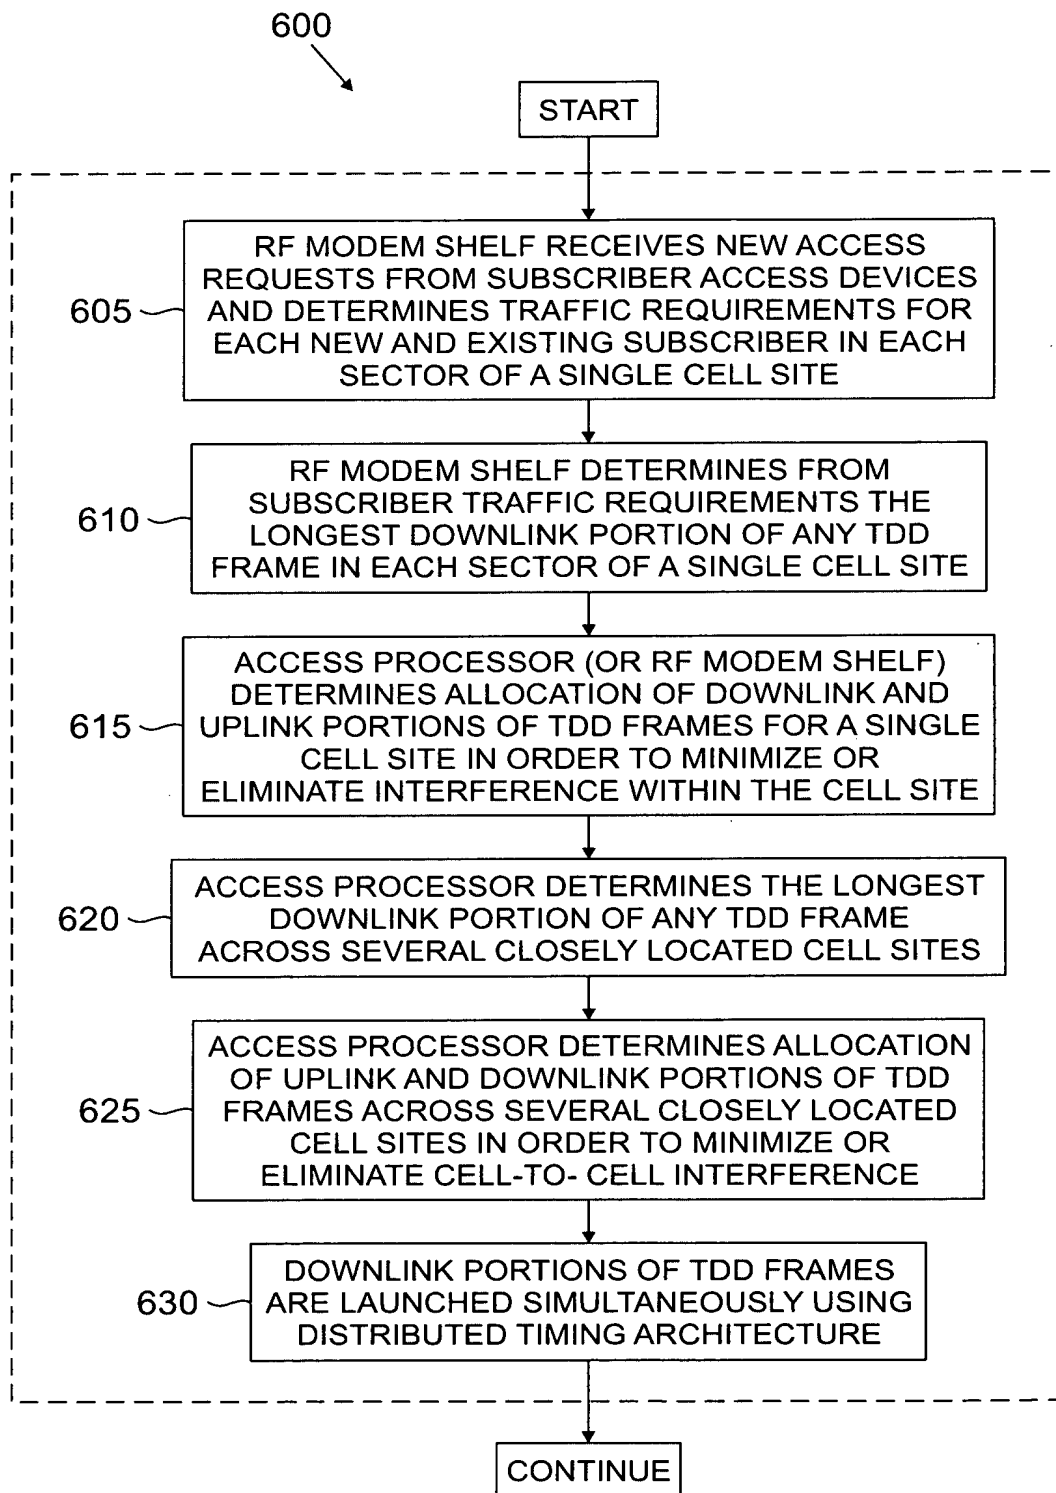 600
START
RF MODEM SHELF RECEIVES NEW ACCESS
REQUESTS FROM SUBSCRIBER ACCESS DEVICES
AND DETERMINES TRAFFIC REQUIREMENTS FOR
EACH NEW AND EXISTING SUBSCRIBER IN EACH
SECTOR OF A SINGLE CELL SITE
605
RF MODEM SHELF DETERMINES FROM
SUBSCRIBER TRAFFIC REQUIREMENTS THE
LONGEST DOWNLINK PORTION OF ANY TDD
FRAME IN EACH SECTOR OF A SINGLE CELL SITE
610
ACCESS PROCESSOR (OR RF MODEM SHELF)
DETERMINES ALLOCATION OF DOWNLINK AND
UPLINK PORTIONS OF TDD FRAMES FOR A SINGLE
CELL SITE IN ORDER TO MINIMIZE OR
ELIMINATE INTERFERENCE WITHIN THE CELL SITE
615
ACCESS PROCESSOR DETERMINES THE LONGEST
DOWNLINK PORTION OF ANY TDD FRAME
ACROSS SEVERAL CLOSELY LOCATED CELL SITES
620
ACCESS PROCESSOR DETERMINES ALLOCATION
OF UPLINK AND DOWNLINK PORTIONS OF TDD
FRAMES ACROSS SEVERAL CLOSELY LOCATED
CELL SITES IN ORDER TO MINIMIZE OR
ELIMINATE CELL-TO- CELL INTERFERENCE
625
DOWNLINK PORTIONS OF TDD FRAMES
ARE LAUNCHED SIMULTANEOUSLY USING
DISTRIBUTED TIMING ARCHITECTURE
630
CONTINUE